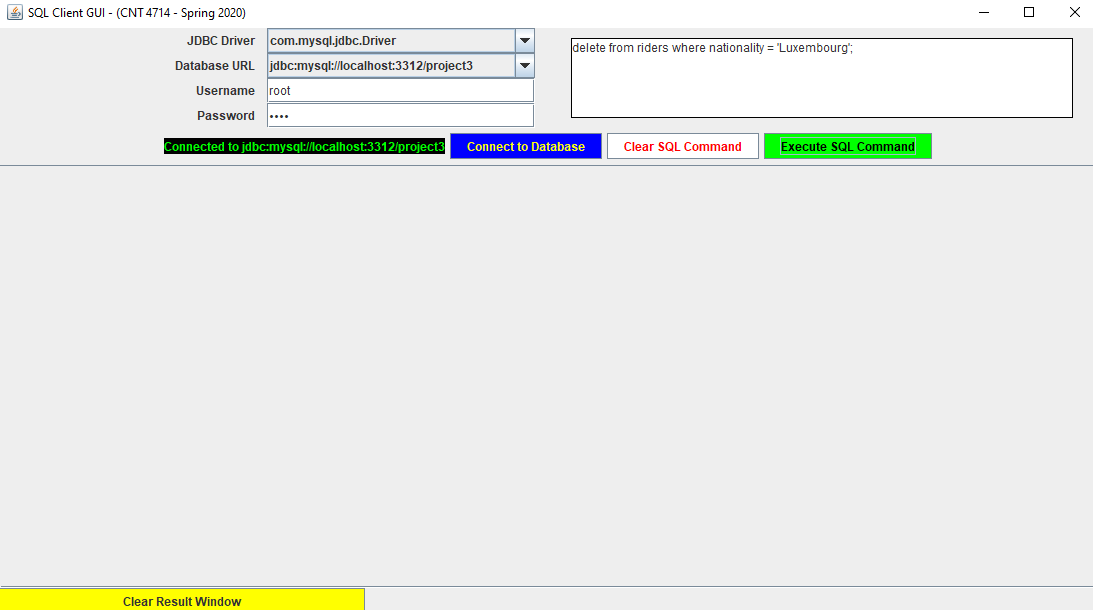 SQL Client GUI - (CNT 4714 - Spring 2020)
JDBC Driver com.mysql.jdbc.Driver
Database URL jdbc:mysql://localhost:3312/project3
Username root
Password ••••
delete from riders where nationality = 'Luxembourg';
Connected to jdbc:mysql://localhost:3312/project3 Connect to Database Clear SQL Command Execute SQL Command
Clear Result Window